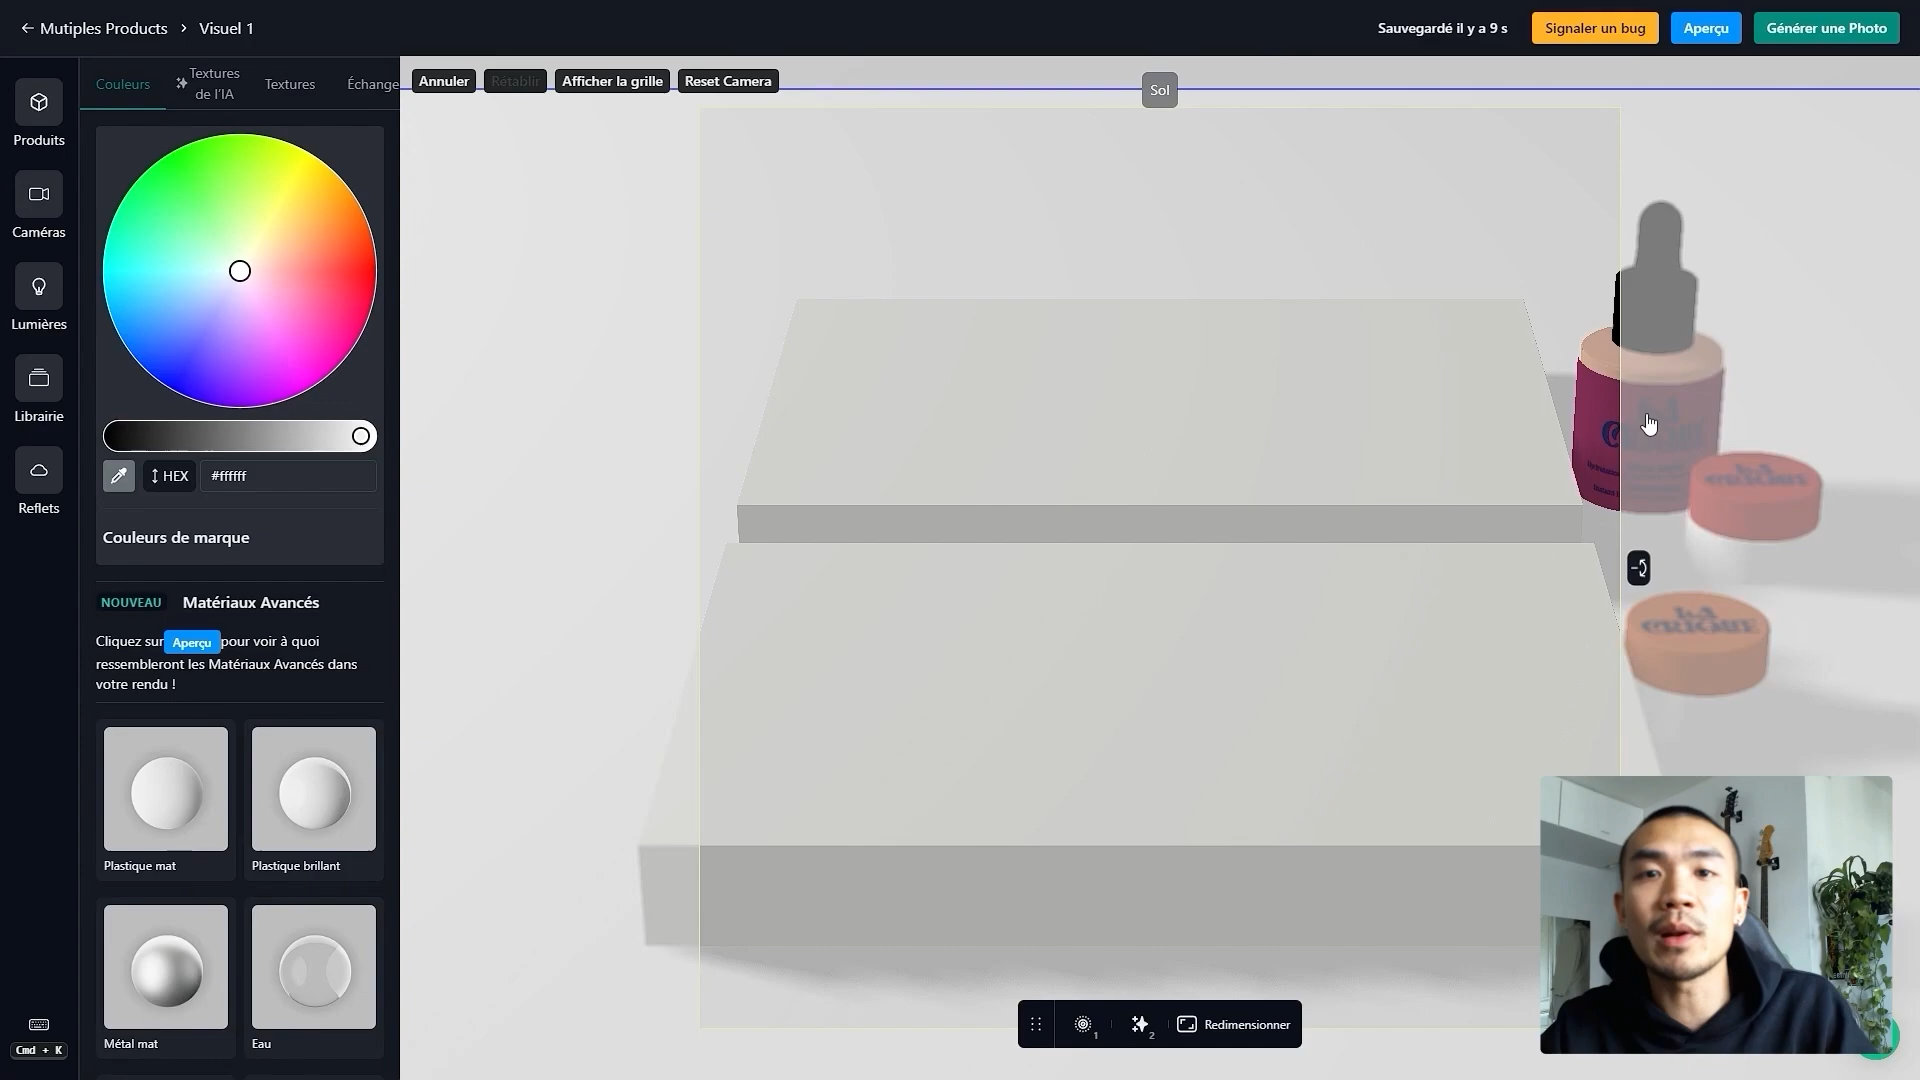 Mutiples Products
Visuel 1
Sauvegardé il y a 9 s
Signaler un bug
Aperçu
Générer une Photo
Produits
Caméras
Lumières
Librairie
Reflets
Cmd + K
Couleurs
Textures
de l'IA
Textures
Échange
HEX
#ffffff
Couleurs de marque
NOUVEAU Matériaux Avancés
Cliquez sur Aperçu pour voir à quoi
ressembleront les Matériaux Avancés dans
votre rendu !
Plastique mat
Plastique brillant
Métal mat
Eau
Annuler
Rétablir
Afficher la grille
Reset Camera
Sol
1
2
Redimensionner